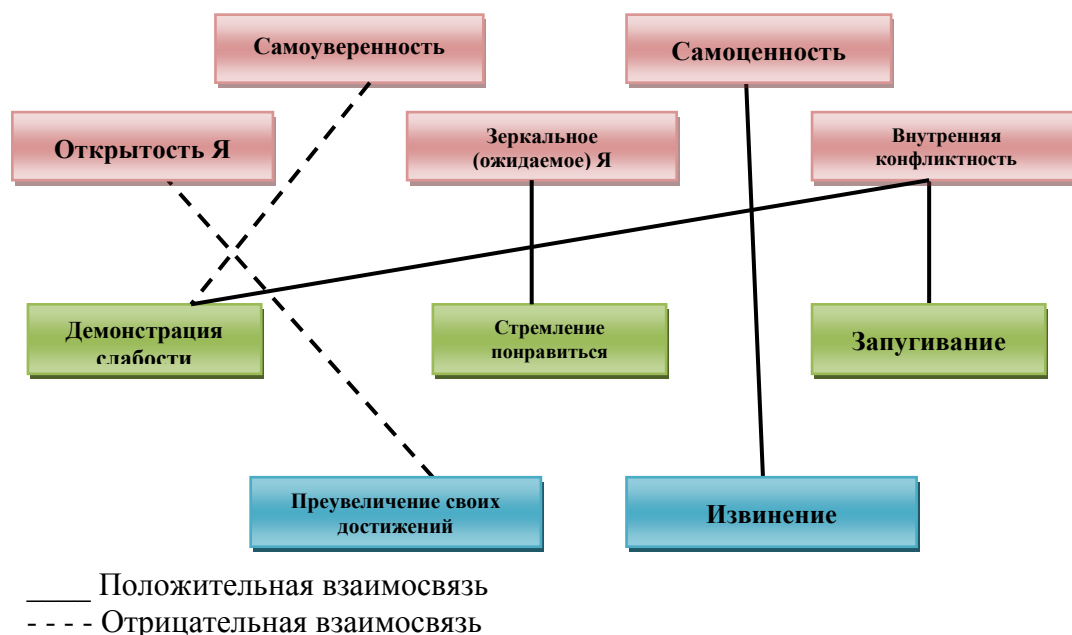 Самоуверенность
Самоценность
Открытость Я
Зеркальное
(ожидаемое) Я
Внутренняя
конфликтность
Демонстрация
слабости
Стремление
понравиться
Запугивание
Преувеличение своих
достижений
Извинение
____ Положительная взаимосвязь
- - - - Отрицательная взаимосвязь